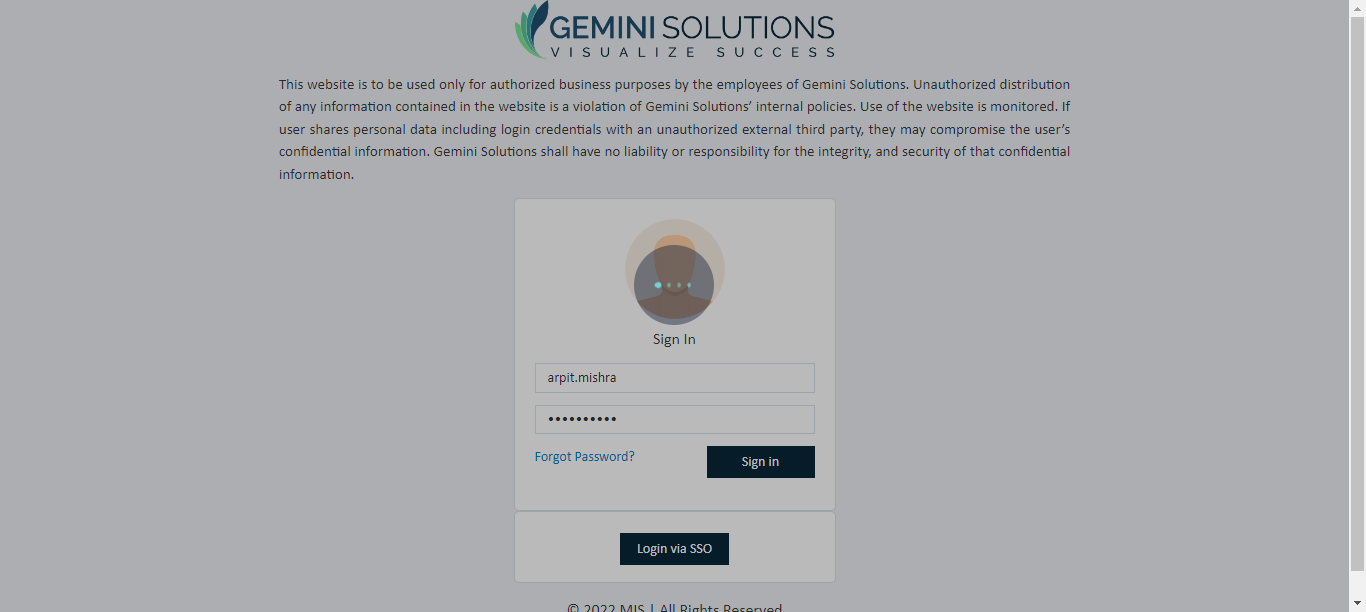 GEMINI SOLUTIONS
VISUALIZE SUCCESS
This website is to be used only for authorized business purposes by the employees of Gemini Solutions. Unauthorized distribution
of any information contained in the website is a violation of Gemini Solutions’ internal policies. Use of the website is monitored. If
user shares personal data including login credentials with an unauthorized external third party, they may compromise the user’s
confidential information. Gemini Solutions shall have no liability or responsibility for the integrity, and security of that confidential
information.
Sign In
arpit.mishra
••••••••••
Forgot Password?
Sign in
Login via SSO
© 2022 MIS | All Rights Reserved